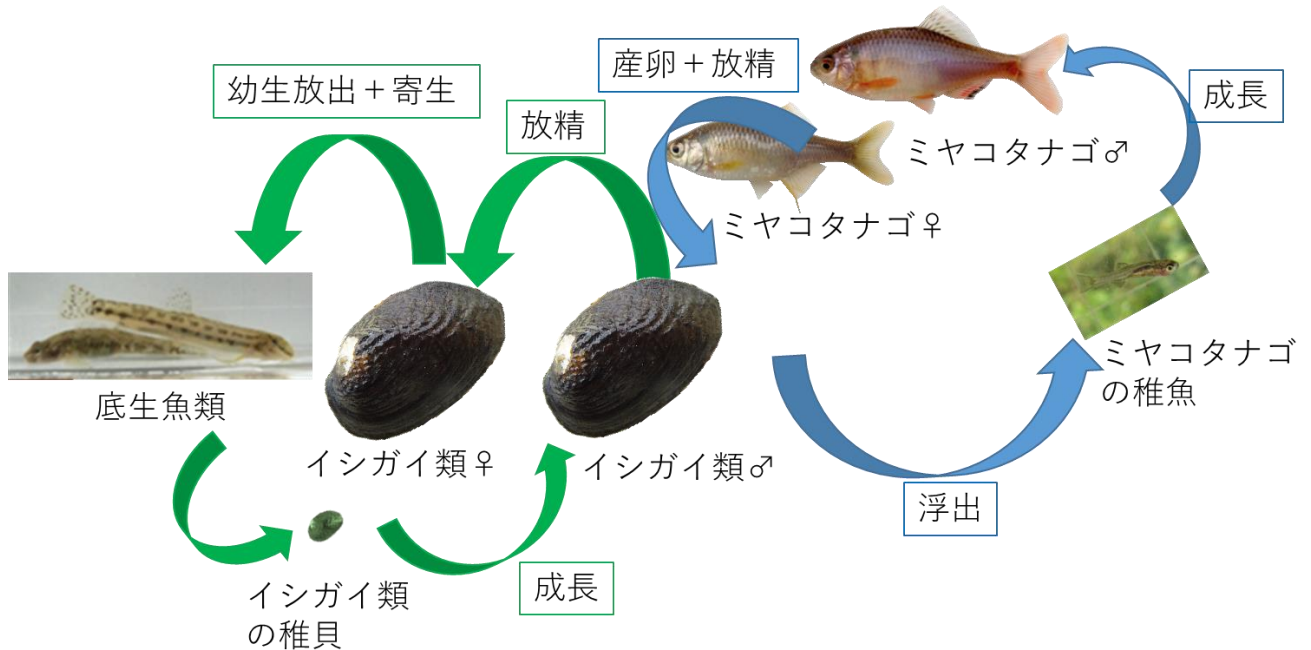 産卵+放精
幼生放出+寄生
成長
放精
ミヤコタナゴ♂
ミヤコタナゴ♀
ミヤコタナゴ
の稚魚
底生魚類
イシガイ類♀
イシガイ類♂
浮出
成長
イシガイ類
の稚貝